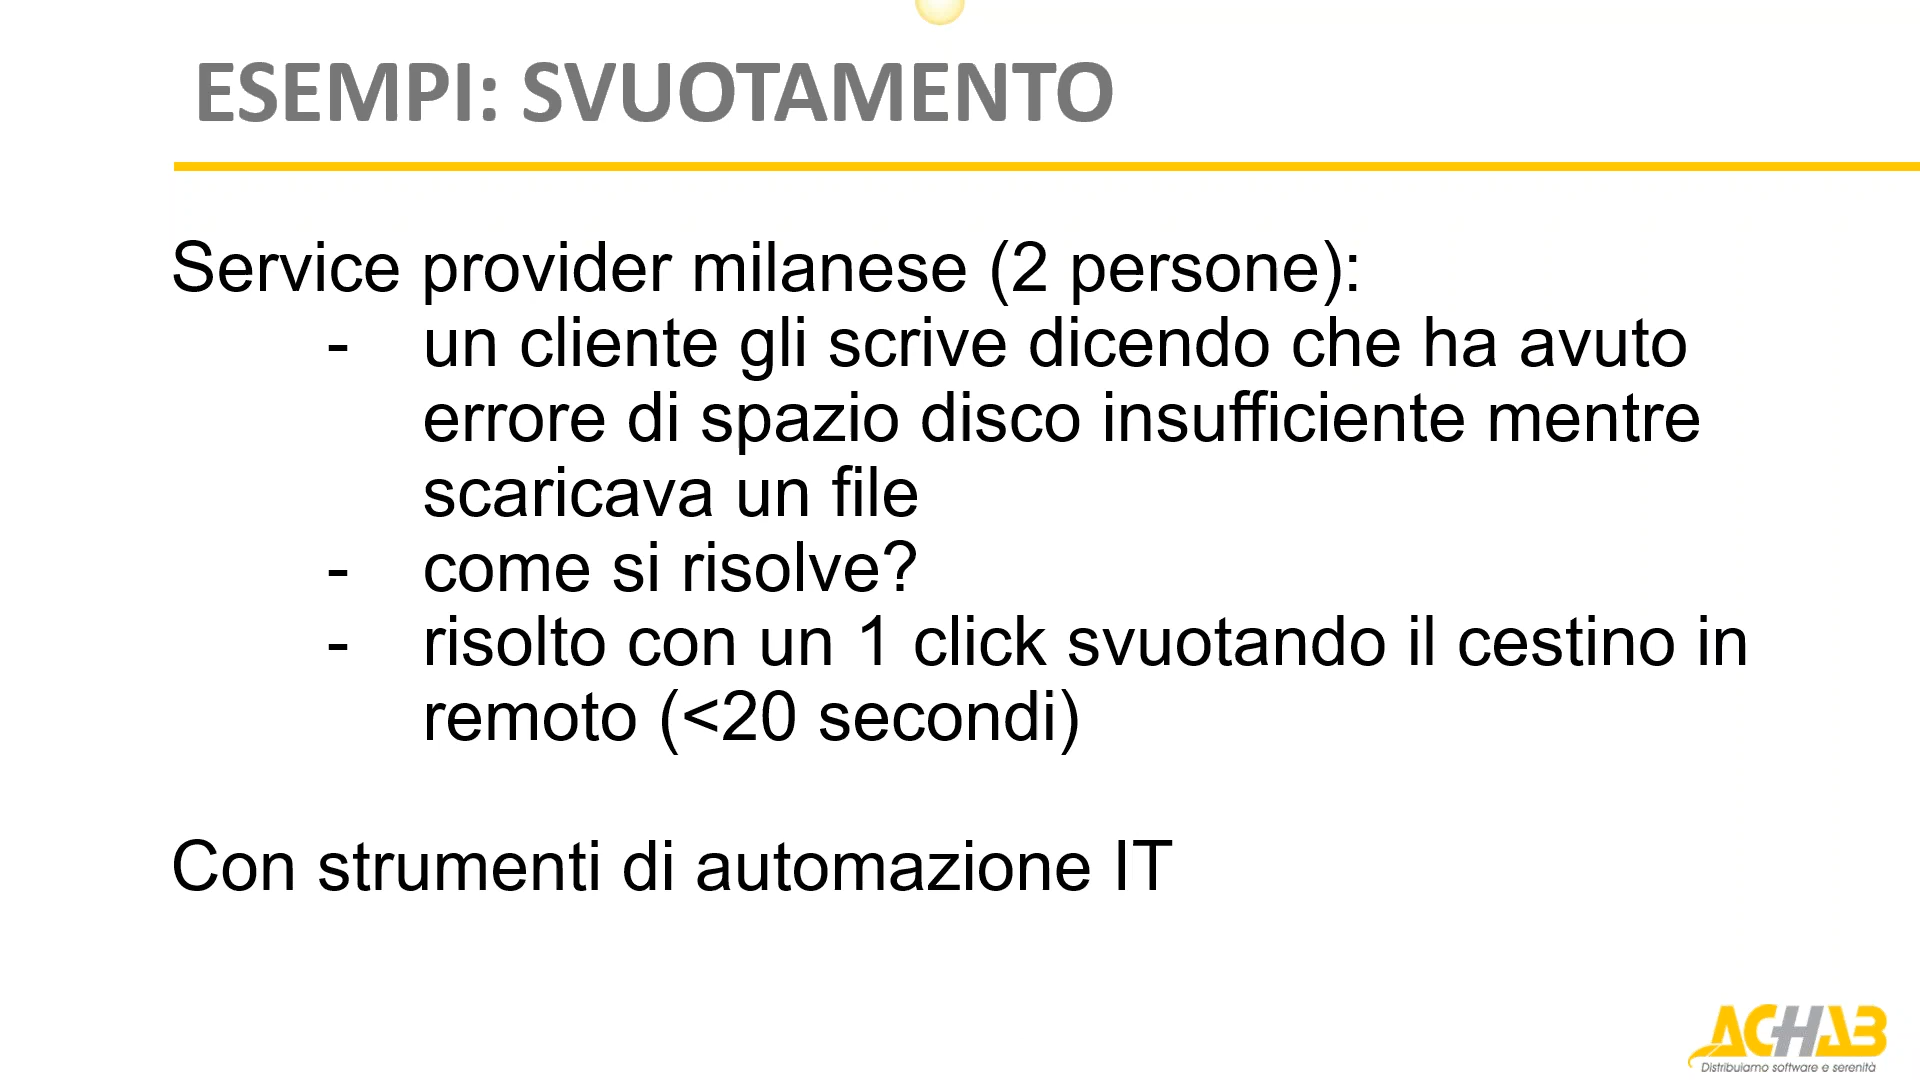 ESEMPI: SVUOTAMENTO
Service provider milanese (2 persone):
- un cliente gli scrive dicendo che ha avuto
errore di spazio disco insufficiente mentre
scaricava un file
- come si risolve?
- risolto con un 1 click svuotando il cestino in
remoto (<20 secondi)
Con strumenti di automazione IT
ACHAB
Distribuiamo software e serenità